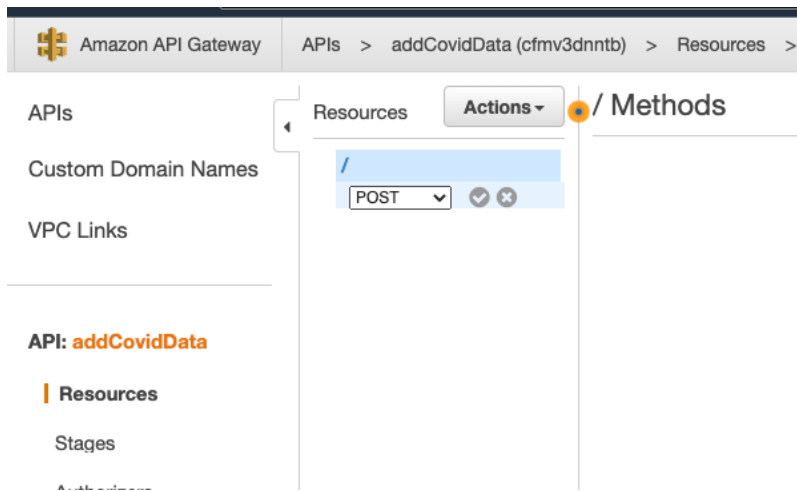 Amazon API Gateway APIs > addCovidData (cfmv3dnntb) > Resources >
APIs
Custom Domain Names
VPC Links
API: addCovidData
Resources
Stages
Authorizers
Resources Actions
/
POST
/ Methods